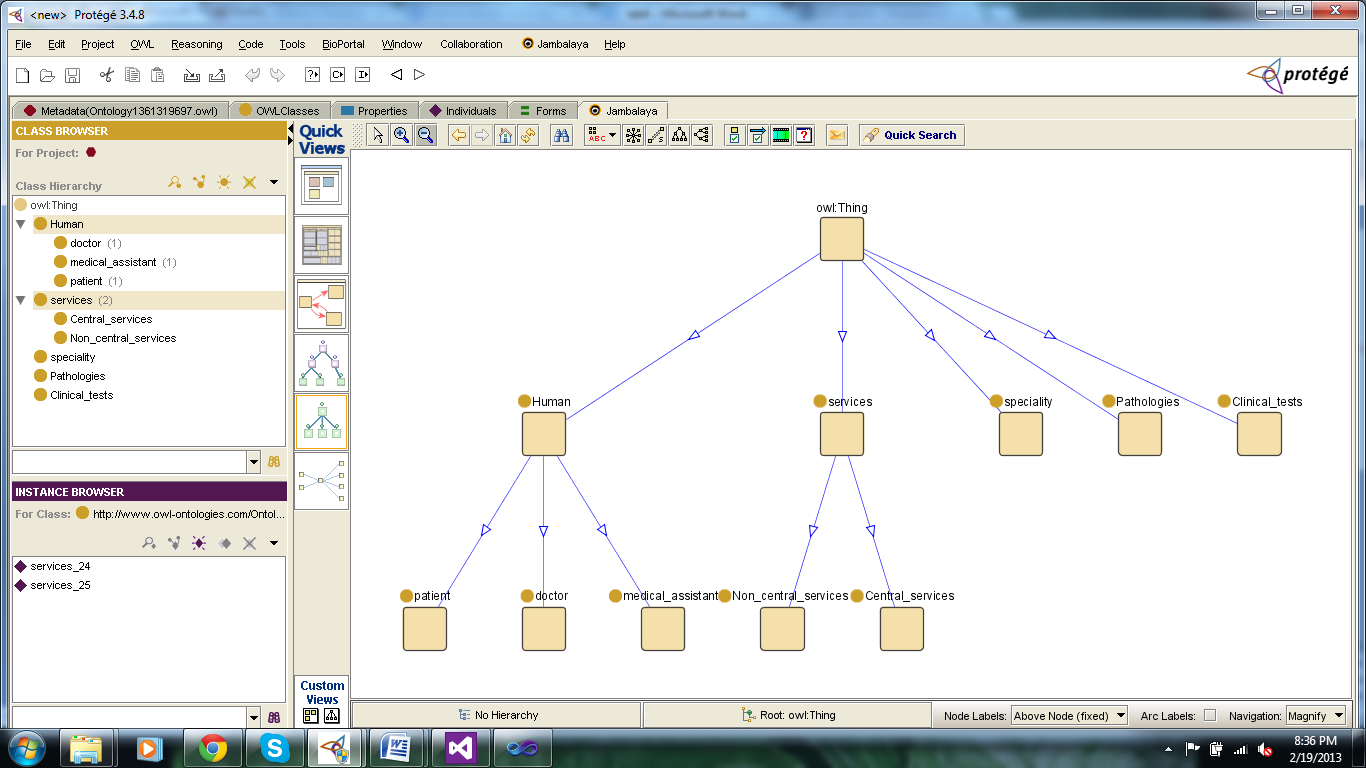 <new> Protégé 3.4.8
File Edit Project OWL Reasoning Code Tools BioPortal Window Collaboration Jambalaya Help
protégé
Metadata(Ontology1361319697.owl) OWLClasses Properties Individuals Forms Jambalaya
CLASS BROWSER
For Project:
Class Hierarchy
owl:Thing
Human
doctor (1)
medical_assistant (1)
patient (1)
services (2)
Central_services
Non_central_services
speciality
Pathologies
Clinical_tests
INSTANCE BROWSER
For Class: http://www.owl-ontologies.com/Ontol...
services_24
services_25
Quick Views
Custom Views
ABC
Quick Search
owl:Thing
Human services speciality Pathologies Clinical_tests
patient doctor medical_assistant Non_central_services Central_services
No Hierarchy Root: owl:Thing Node Labels: Above Node (fixed) Arc Labels: Navigation: Magnify
8:36 PM
2/19/2013